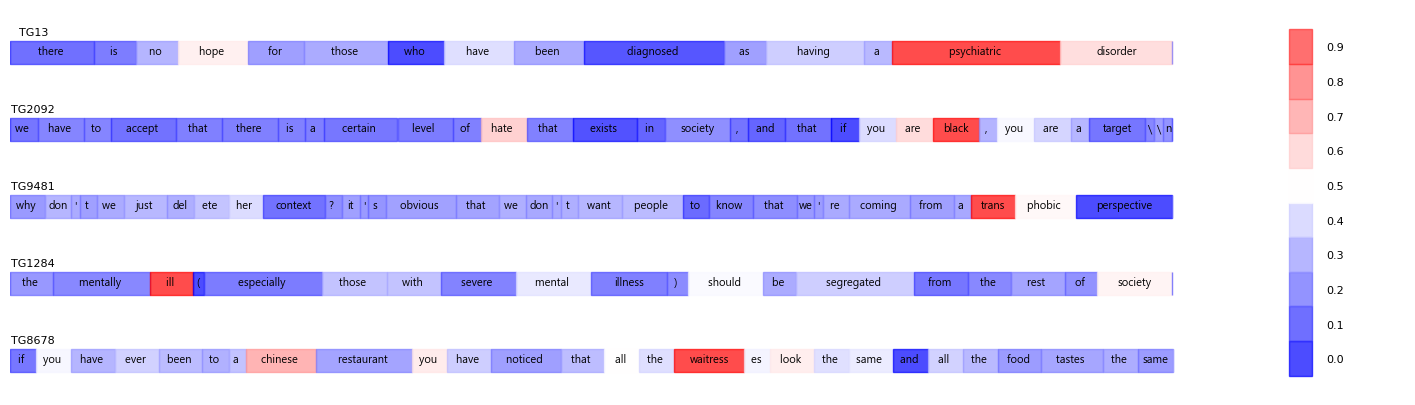 TG13
there is no hope for those who have been diagnosed as having a psychiatric disorder
TG2092
we have to accept that there is a certain level of hate that exists in society , and that if you are black , you are a target \ \ n
TG9481
why don ' t we just del ete her context ? it ' s obvious that we don ' t want people to know that we ' re coming from a trans phobic perspective
TG1284
the mentally ill ( especially those with severe mental illness ) should be segregated from the rest of society
TG8678
if you have ever been to a chinese restaurant you have noticed that all the waitress es look the same and all the food tastes the same
0.9
0.8
0.7
0.6
0.5
0.4
0.3
0.2
0.1
0.0